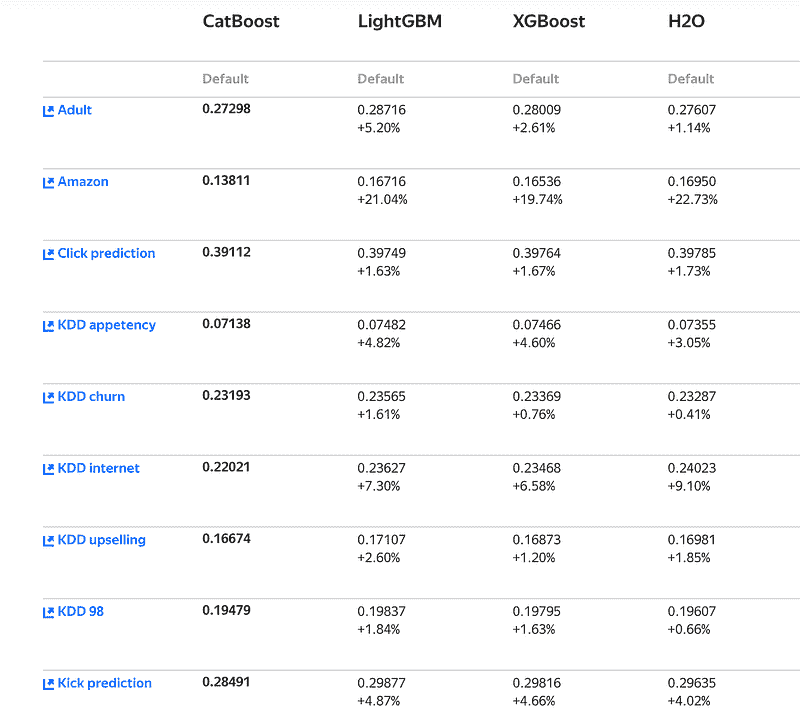 CatBoost LightGBM XGBoost H2O
Default Default Default Default
Adult 0.27298 0.28716 0.28009 0.27607
+5.20% +2.61% +1.14%
Amazon 0.13811 0.16716 0.16536 0.16950
+21.04% +19.74% +22.73%
Click prediction 0.39112 0.39749 0.39764 0.39785
+1.63% +1.67% +1.73%
KDD appetency 0.07138 0.07482 0.07466 0.07355
+4.82% +4.60% +3.05%
KDD churn 0.23193 0.23565 0.23369 0.23287
+1.61% +0.76% +0.41%
KDD internet 0.22021 0.23627 0.23468 0.24023
+7.30% +6.58% +9.10%
KDD upselling 0.16674 0.17107 0.16873 0.16981
+2.60% +1.20% +1.85%
KDD 98 0.19479 0.19837 0.19795 0.19607
+1.84% +1.63% +0.66%
Kick prediction 0.28491 0.29877 0.29816 0.29635
+4.87% +4.66% +4.02%